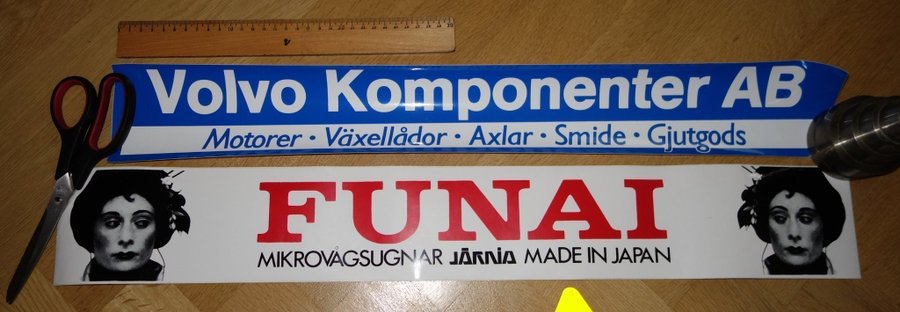 Volvo Komponenter AB
Motorer · Växellådor · Axlar · Smide · Gjutgods
FUNAI
MIKROVÅGSUGNAR JÄRNIA MADE IN JAPAN